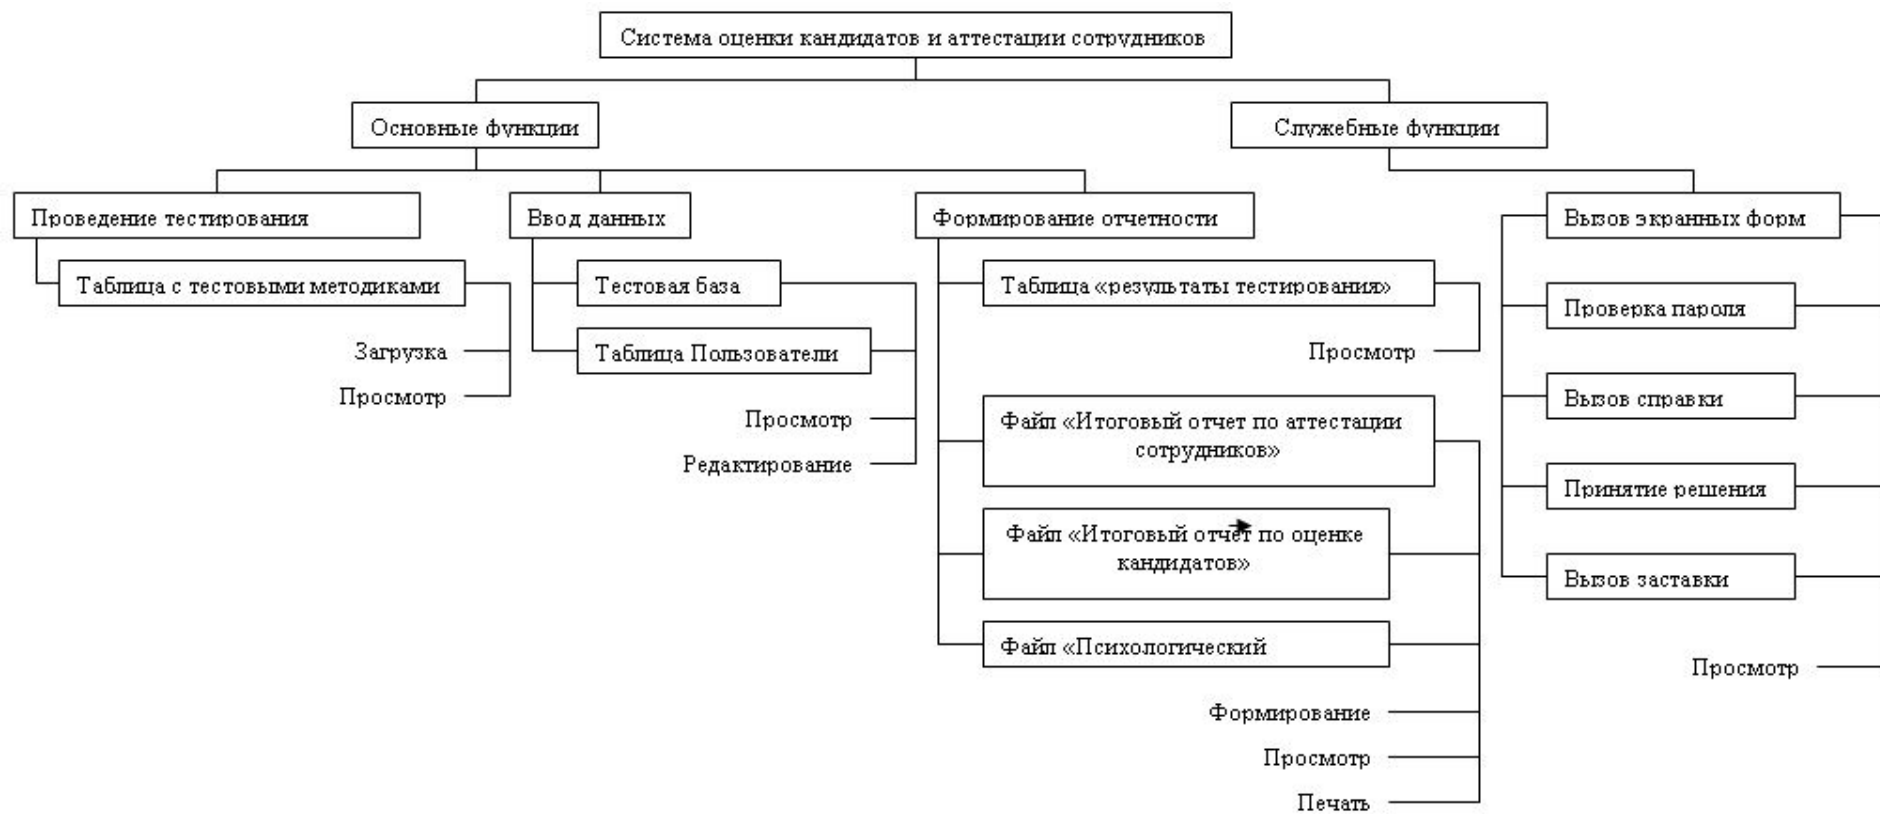 Система оценки кандидатов и аттестации сотрудников
Основные функции
Служебные функции
Проведение тестирования
Ввод данных
Формирование отчетности
Вызов экранных форм
Таблица с тестовыми методиками
Загрузка
Просмотр
Тестовая база
Таблица Пользователи
Просмотр
Редактирование
Таблица «результаты тестирования»
Просмотр
Файл «Итоговый отчет по аттестации
сотрудников»
Файл «Итоговый отчет по оценке
кандидатов»
Файл «Психологический
Формирование
Просмотр
Печать
Проверка пароля
Вызов справки
Принятие решения
Вызов заставки
Просмотр